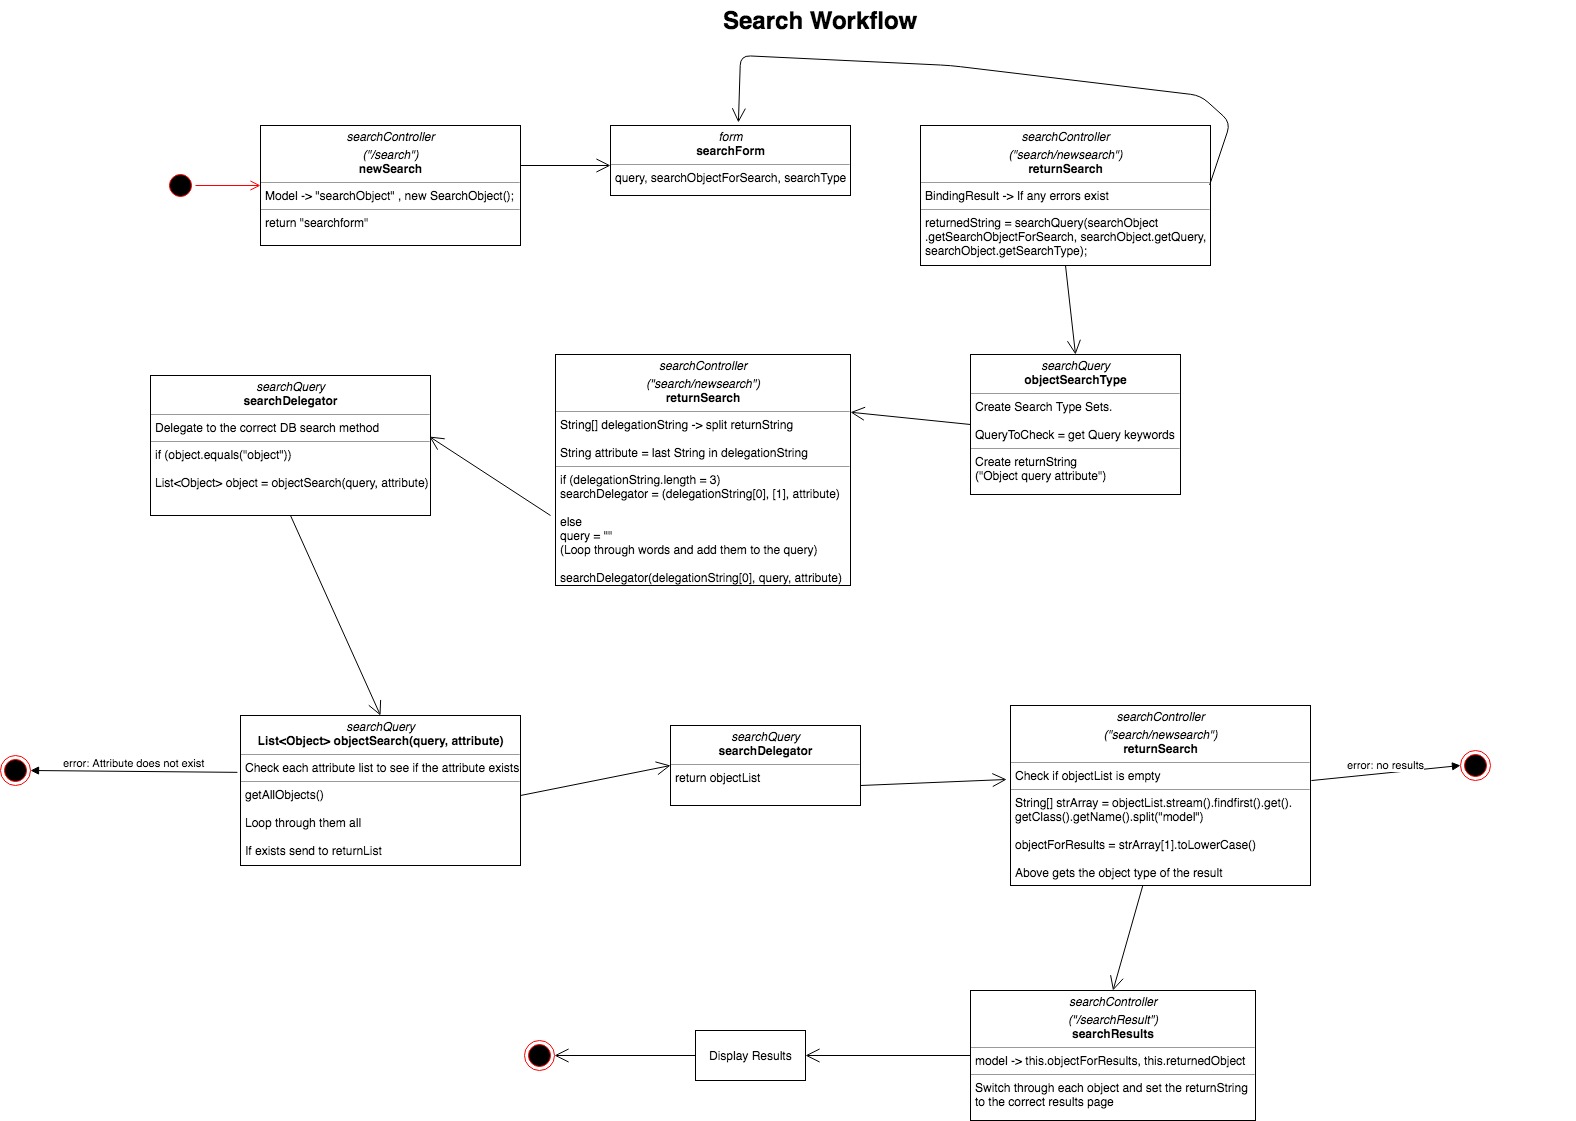 Search Workflow
searchController
("/search")
newSearch
Model -> "searchObject" , new SearchObject();
return "searchform"
form
searchForm
query, searchObjectForSearch, searchType
searchController
("search/newsearch")
returnSearch
BindingResult -> If any errors exist
returnedString = searchQuery(searchObject
.getSearchObjectForSearch, searchObject.getQuery,
searchObject.getSearchType);
searchQuery
searchDelegator
Delegate to the correct DB search method
if (object.equals("object"))
List<Object> object = objectSearch(query, attribute)
searchController
("search/newsearch")
returnSearch
String[] delegationString -> split returnString
String attribute = last String in delegationString
if (delegationString.length = 3)
searchDelegator = (delegationString[0], [1], attribute)
else
query = ""
(Loop through words and add them to the query)
searchDelegator(delegationString[0], query, attribute)
searchQuery
objectSearchType
Create Search Type Sets.
QueryToCheck = get Query keywords
Create returnString
("Object query attribute")
error: Attribute does not exist
searchQuery
List<Object> objectSearch(query, attribute)
Check each attribute list to see if the attribute exists
getAllObjects()
Loop through them all
If exists send to returnList
searchQuery
searchDelegator
return objectList
searchController
("search/newsearch")
returnSearch
Check if objectList is empty
String[] strArray = objectList.stream().findfirst().get().
getClass().getName().split("model")
objectForResults = strArray[1].toLowerCase()
Above gets the object type of the result
error: no results
searchController
("/searchResult")
searchResults
model -> this.objectForResults, this.returnedObject
Switch through each object and set the returnString
to the correct results page
Display Results